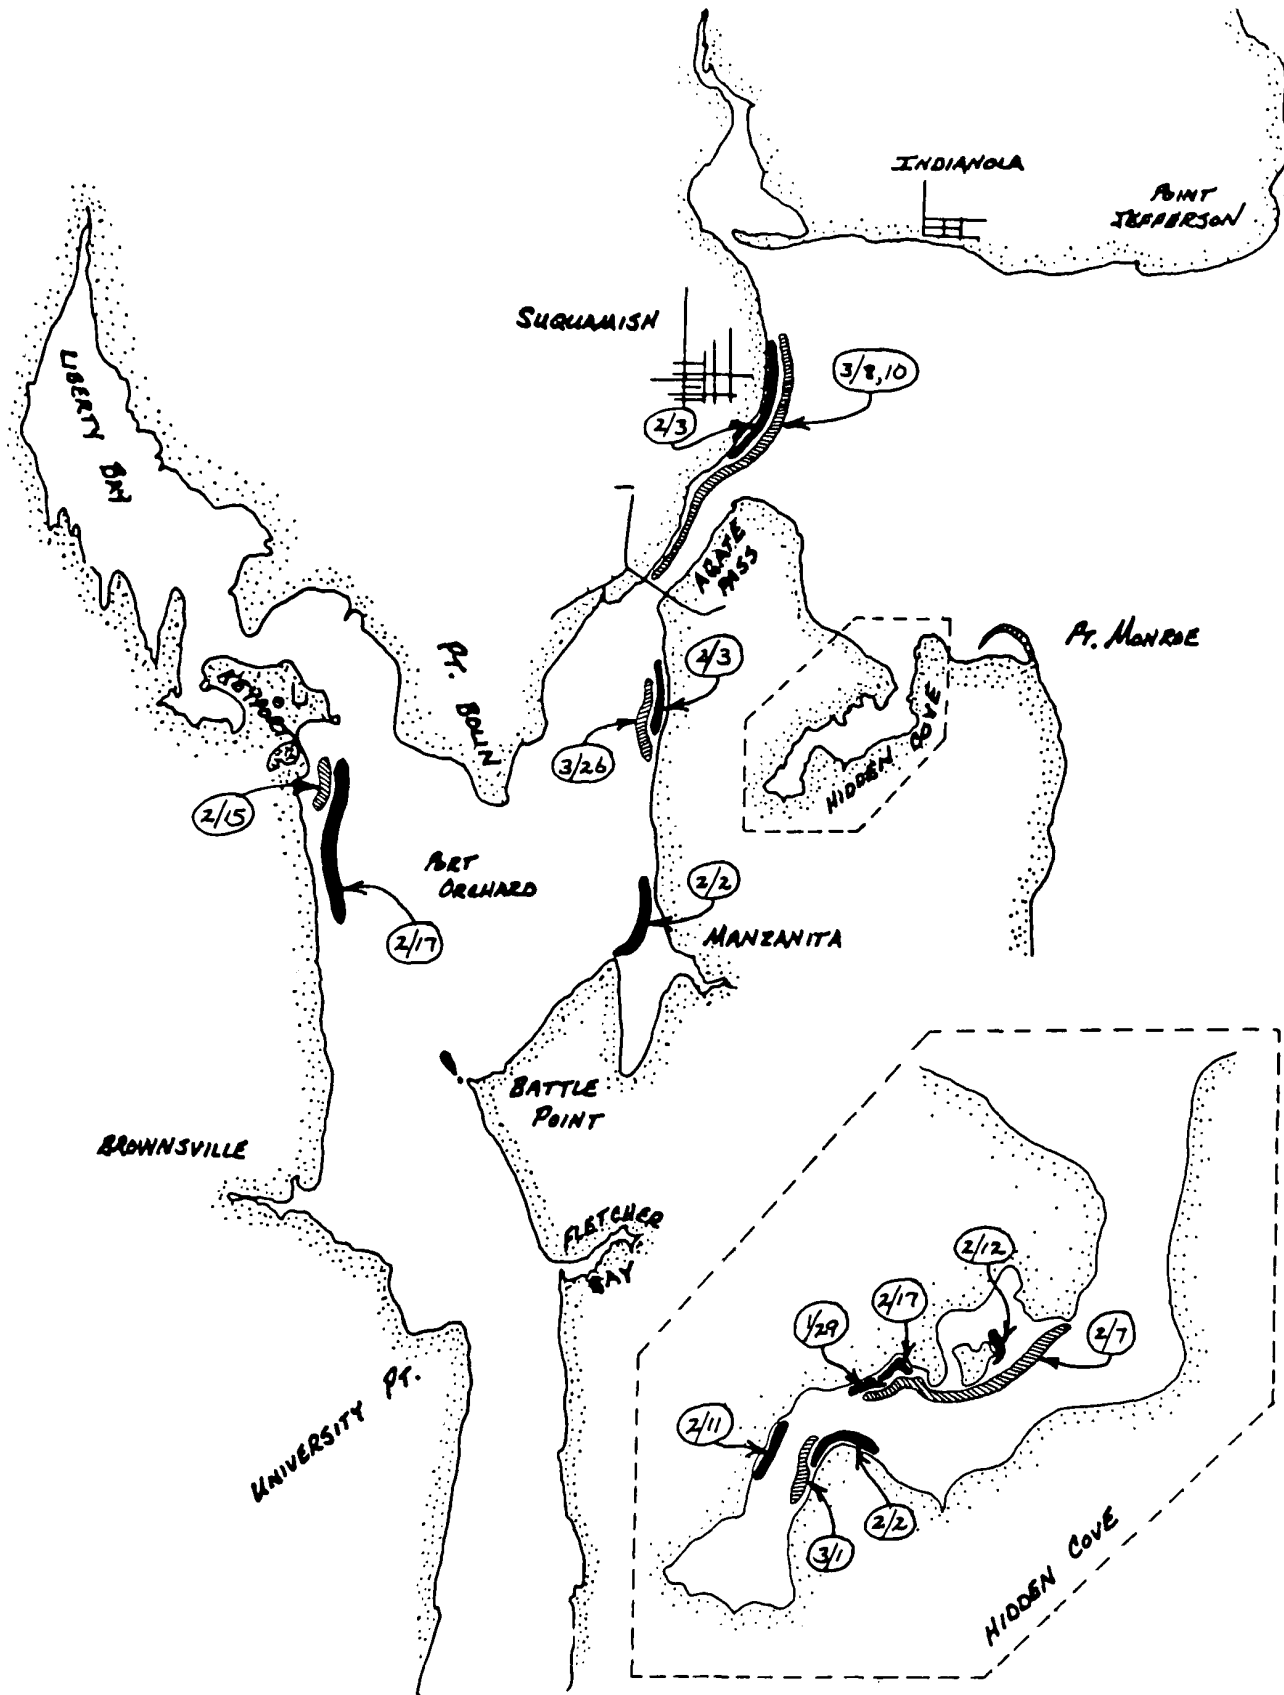 INDIANOLA
POINT
JEFFERSON
SUQUAMISH
3/8,10
2/3
LIBERTY BAY
AGATE
PASS
PT. MONROE
2/3
PT. BOLIN
KEYPORT
3/26
HIDDEN COVE
2/15
PORT
ORCHARD
2/2
2/17
MANZANITA
BATTLE
POINT
BROWNSVILLE
FLETCHER
BAY
2/12
2/17
1/29
2/7
UNIVERSITY PT.
2/11
2/2
3/1
HIDDEN COVE